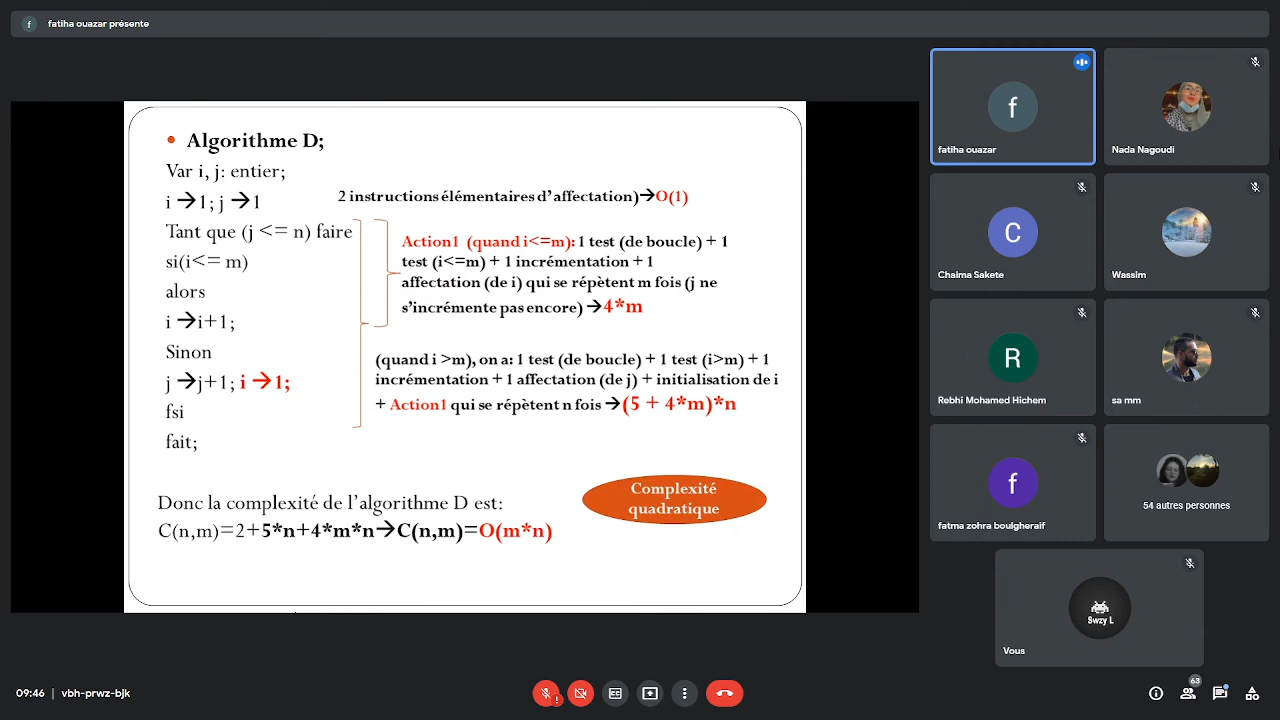 f fatiha ouazar présente
• Algorithme D;
Var i, j: entier;
i →1; j →1
2 instructions élémentaires d'affectation)→O(1)
Tant que (j <= n) faire
si(i<= m)
alors
i →i+1;
Sinon
j →j+1; i →1;
fsi
fait;
Action1 (quand i<=m): 1 test (de boucle) + 1
test (i<=m) + 1 incrémentation + 1
affectation (de i) qui se répètent m fois (j ne
s'incrémente pas encore) →4*m
(quand i >m), on a: 1 test (de boucle) + 1 test (i>m) + 1
incrémentation + 1 affectation (de j) + initialisation de i
+ Action1 qui se répètent n fois →(5 + 4*m)*n
Donc la complexité de l'algorithme D est:
C(n,m)=2+5*n+4*m*n→C(n,m)=O(m*n)
Complexité
quadratique
f
fatiha ouazar
Nada Nagoudi
C
Chaima Sakete
Wassim
R
Rebhi Mohamed Hichem
sa mm
f
fatma zohra boulgheraif
54 autres personnes
Swzy L
Vous
09:46 | vbh-prwz-bjk
63